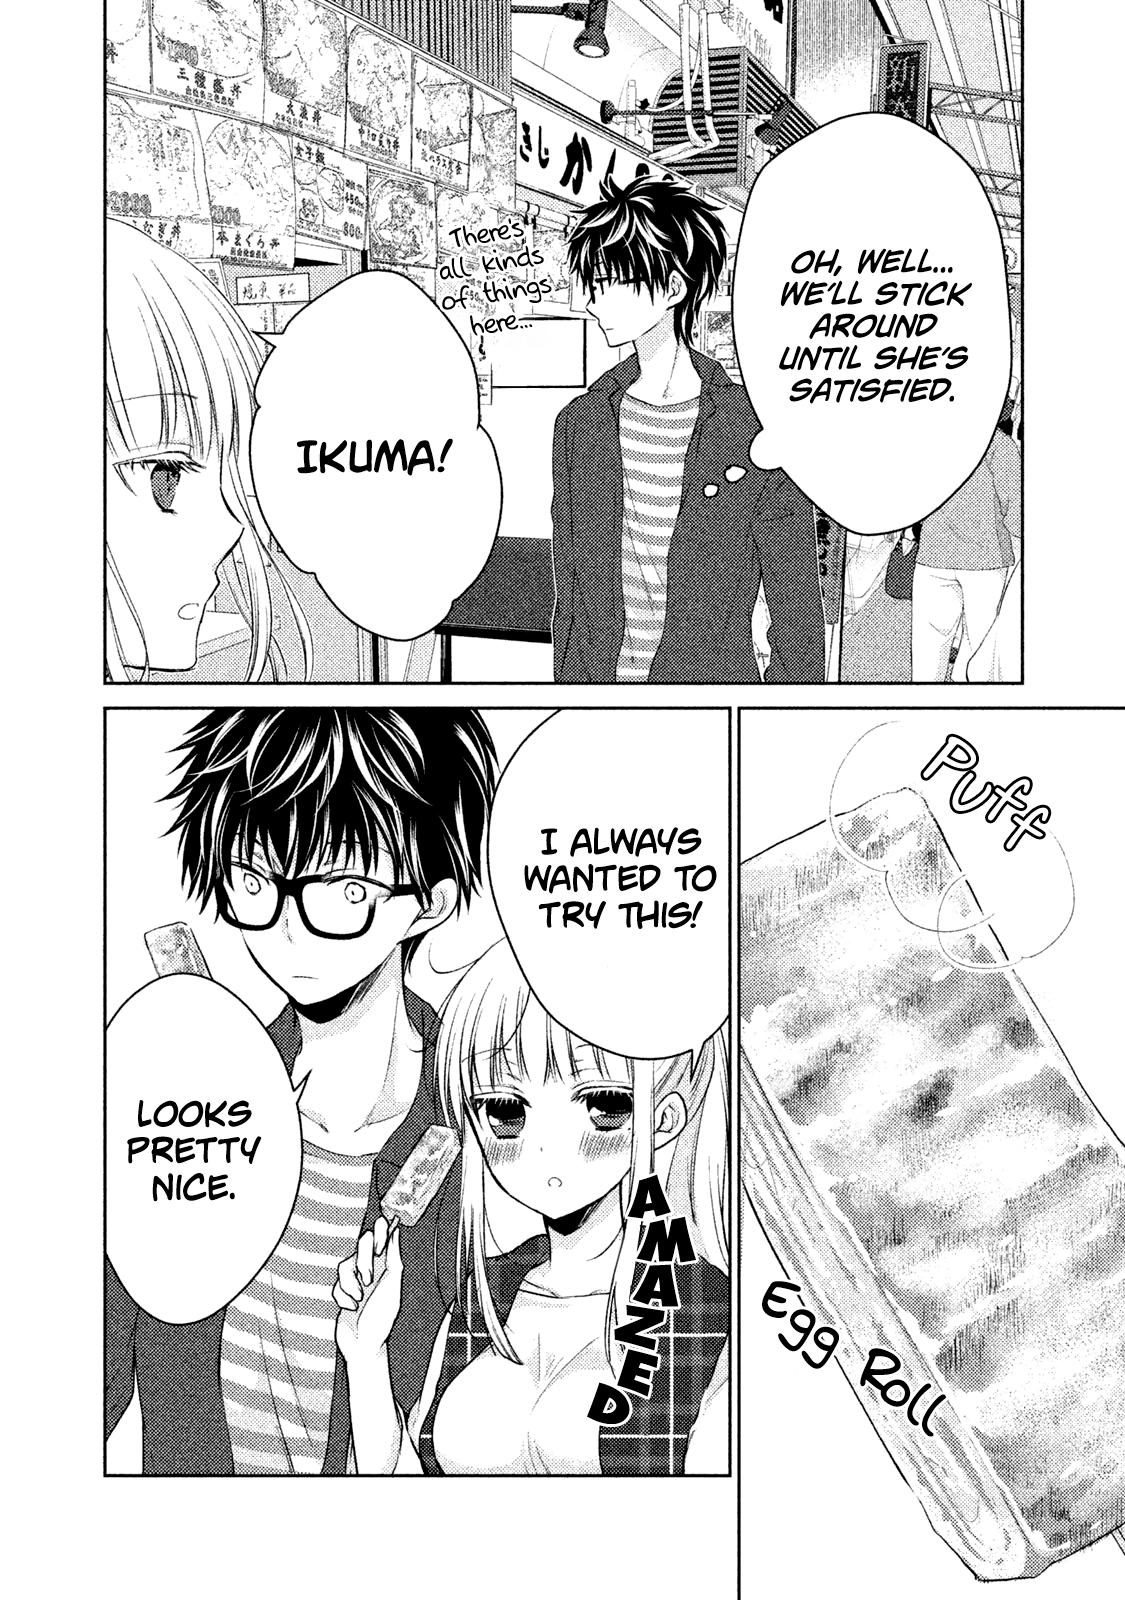 OH, WELL...
WE'LL STICK
AROUND
UNTIL SHE'S
SATISFIED.
There's
all kinds
of things
here...
IKUMA!
Puff
Egg Roll
I ALWAYS
WANTED TO
TRY THIS!
AMAZED
LOOKS
PRETTY
NICE.